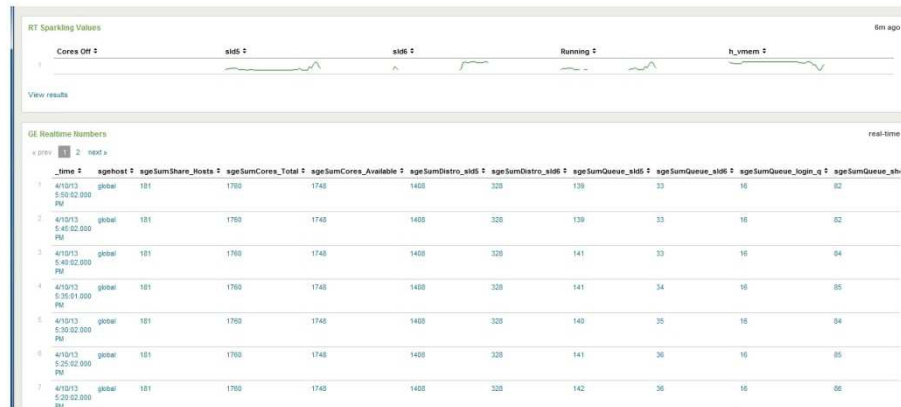 RT Sparkling Values 6m ago
Cores Off sld5 sld6 Running h_vmem
1
View results
GE Realtime Numbers real-time
« prev 1 2 next »
_time sgehost sgeSumShare_Hosts sgeSumCores_Total sgeSumCores_Available sgeSumDistro_sld5 sgeSumDistro_sld6 sgeSumQueue_sld5 sgeSumQueue_sld6 sgeSumQueue_login_q sgeSumQueue_sho
1 4/10/13 global 181 1760 1748 1408 328 139 33 16 82
5:50:02.000
PM
2 4/10/13 global 181 1760 1748 1408 328 139 33 16 82
5:45:02.000
PM
3 4/10/13 global 181 1760 1748 1408 328 141 33 16 84
5:40:02.000
PM
4 4/10/13 global 181 1760 1748 1408 328 141 34 16 85
5:35:01.000
PM
5 4/10/13 global 181 1760 1748 1408 328 140 35 16 84
5:30:02.000
PM
6 4/10/13 global 181 1760 1748 1408 328 141 36 16 85
5:25:02.000
PM
7 4/10/13 global 181 1760 1748 1408 328 142 36 16 86
5:20:02.000
PM